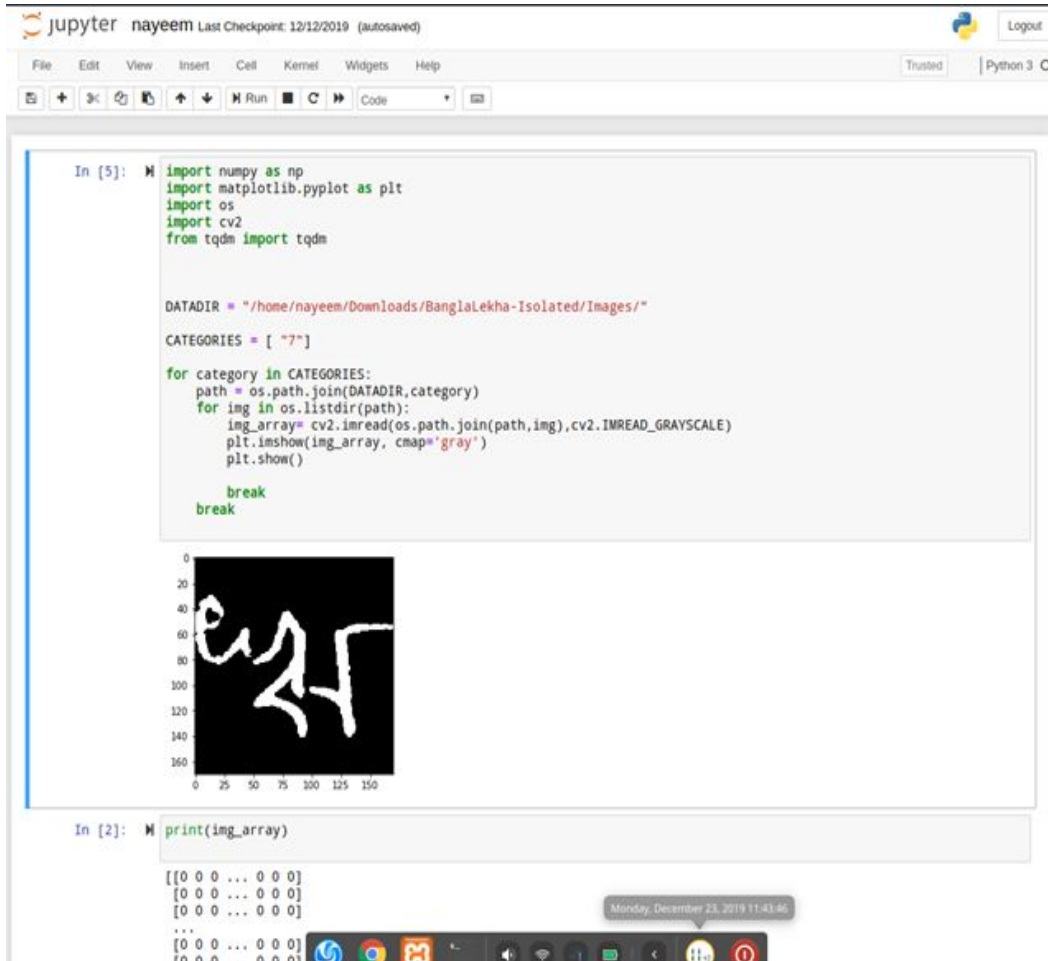 jupyter nayeem Last Checkpoint: 12/12/2019 (autosaved)
Logout
File Edit View Insert Cell Kernel Widgets Help
Trusted
Python 3 O
Run
Code
In [5]:
import numpy as np
import matplotlib.pyplot as plt
import os
import cv2
from tqdm import tqdm
DATADIR = "/home/nayeem/Downloads/BanglaLekha-Isolated/Images/"
CATEGORIES = [ "7"]
for category in CATEGORIES:
    path = os.path.join(DATADIR,category)
    for img in os.listdir(path):
        img_array= cv2.imread(os.path.join(path,img),cv2.IMREAD_GRAYSCALE)
        plt.imshow(img_array, cmap='gray')
        plt.show()
        break
    break
0
20
40
60
80
100
120
140
160
0 25 50 75 100 125 150
In [2]:
print(img_array)
[[0 0 0 ... 0 0 0]
[0 0 0 ... 0 0 0]
[0 0 0 ... 0 0 0]
...
[0 0 0 ... 0 0 0]
[0 0 0 ... 0 0 0]
Monday, December 23, 2019 11:43:46